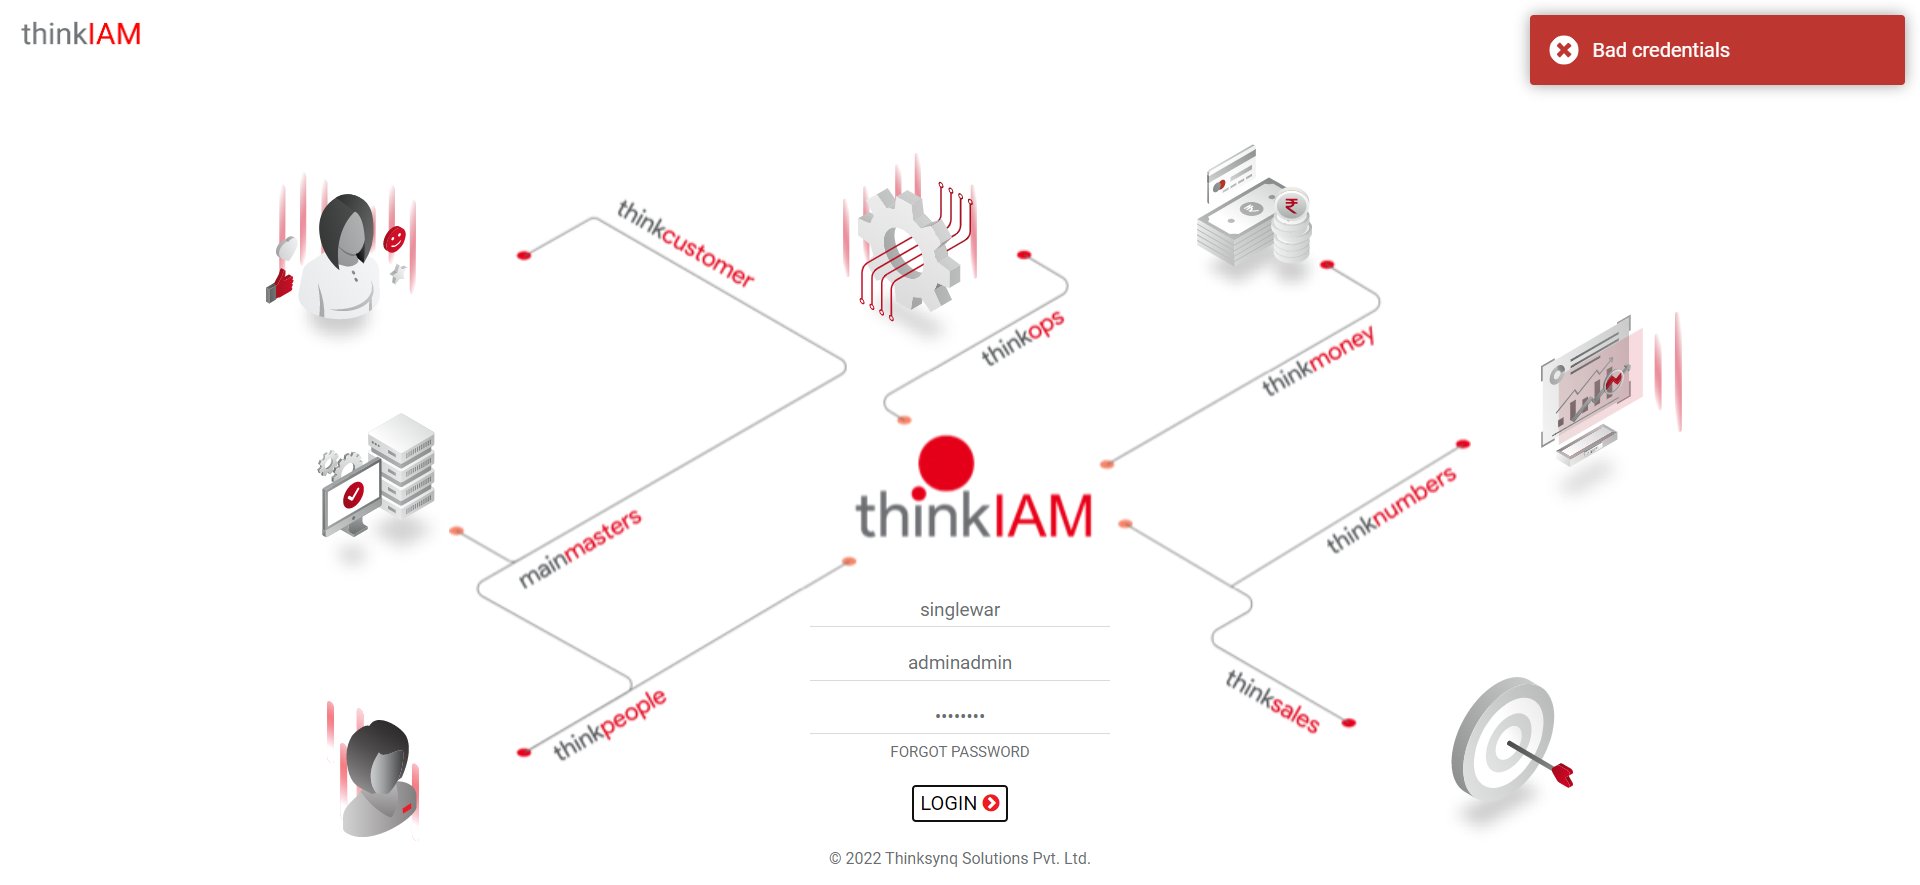 thinkIAM
Bad credentials
thinkcustomer
thinkops
thinkmoney
thinknumbers
mainmasters
thinkIAM
singlewar
adminadmin
••••••••
thinkpeople
thinksales
FORGOT PASSWORD
LOGIN
© 2022 Thinksynq Solutions Pvt. Ltd.